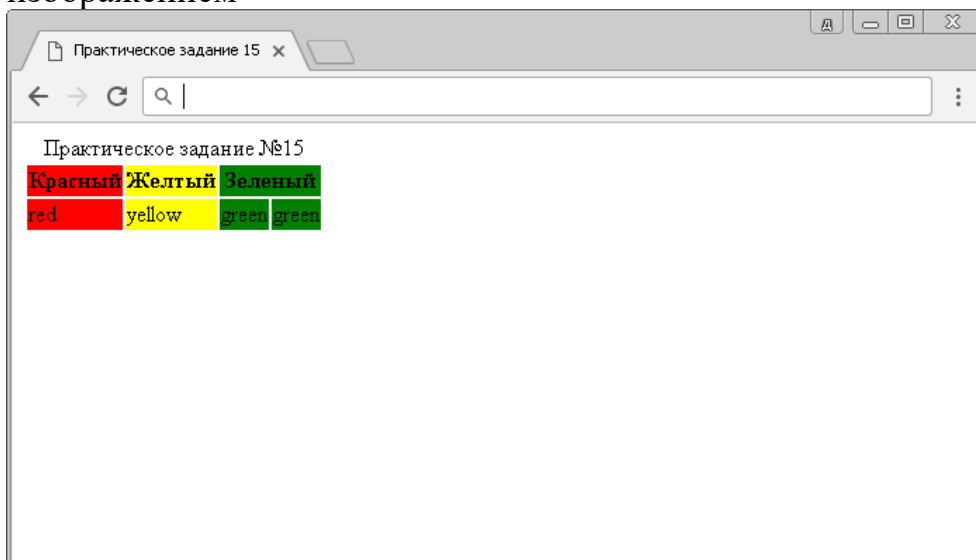 изображением
Практическое задание 15
Практическое задание №15
Красный Желтый Зеленый
red yellow green green